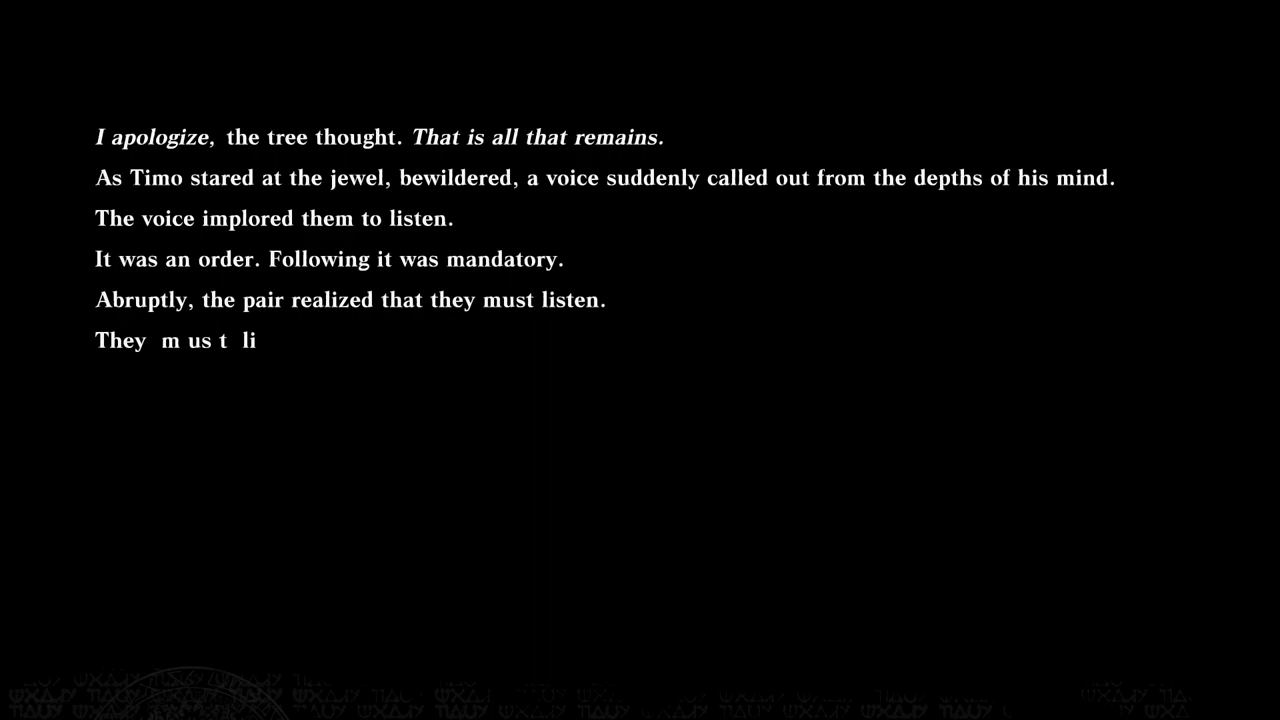 I apologize, the tree thought. That is all that remains.
As Timo stared at the jewel, bewildered, a voice suddenly called out from the depths of his mind.
The voice implored them to listen.
It was an order. Following it was mandatory.
Abruptly, the pair realized that they must listen.
They m us t li